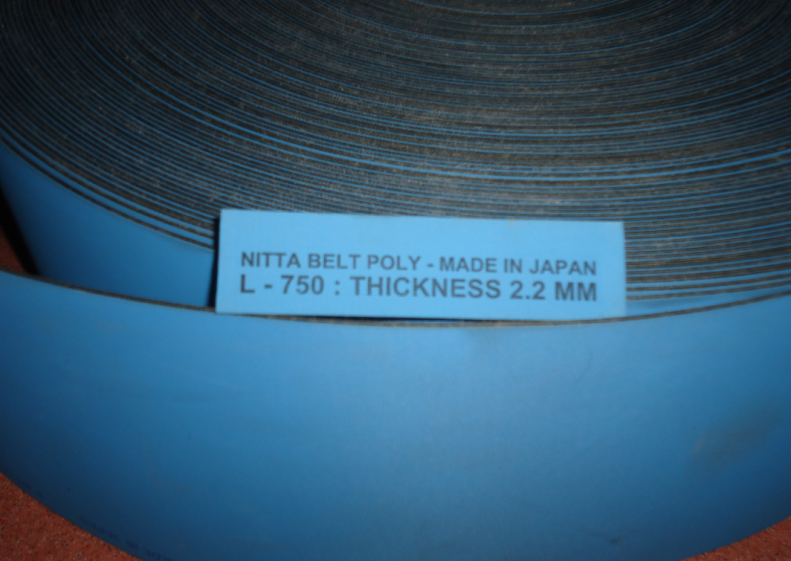 NITTA BELT POLY - MADE IN JAPAN
L - 750 : THICKNESS 2.2 MM